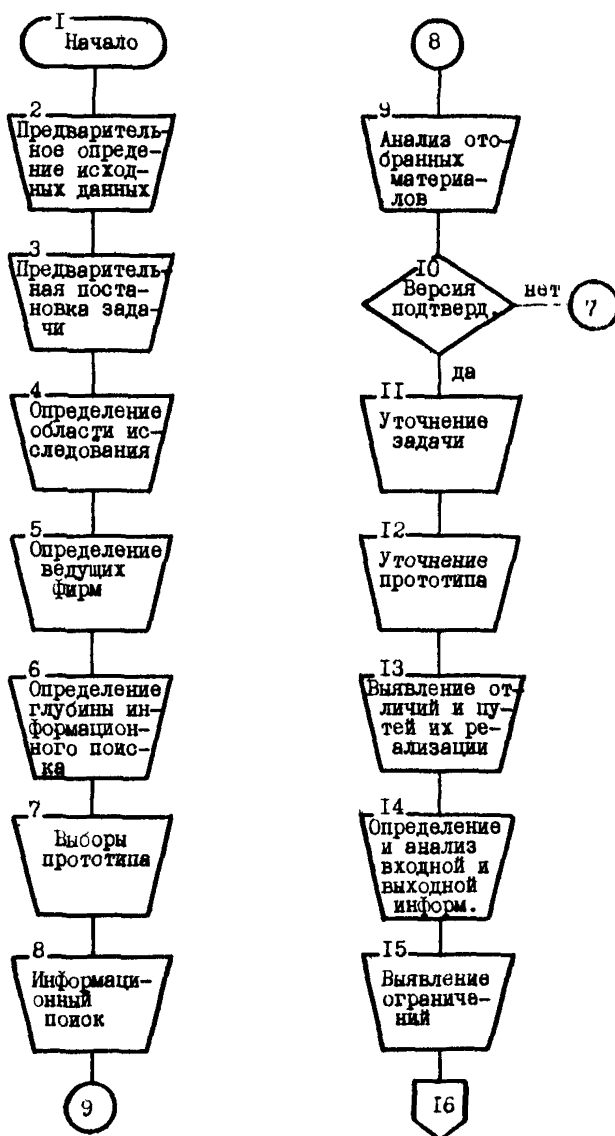 I
Начало
2
Предваритель-
ное опреде-
ние исход-
ных данных
3
Предваритель-
ная поста-
новка зада-
чи
4
Определение
области ис-
следования
5
Определение
ведущих
фирм
6
Определение
глубины ин-
формацион-
ного поис-
ка
7
Выборы
прототипа
8
Информаци-
онный
поиск
9
8
9
Анализ ото-
бранных
материа-
лов
IO
Версия
подтверд.
нет
7
да
II
Уточнение
задачи
I2
Уточнение
прототипа
I3
Выявление от-
личий и пу-
тей их ре-
ализации
I4
Определение
и анализ
входной и
выходной
информ.
I5
Выявление
ограниче-
ний
I6